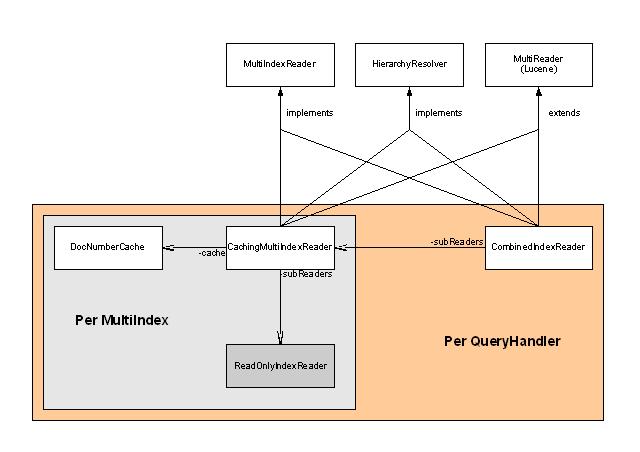 MultiIndexReader
HierarchyResolver
MultiReader
(Lucene)
implements
implements
extends
DocNumberCache
-cache
CachingMultiIndexReader
-subReaders
-subReaders
CombinedIndexReader
Per MultiIndex
Per QueryHandler
ReadOnlyIndexReader